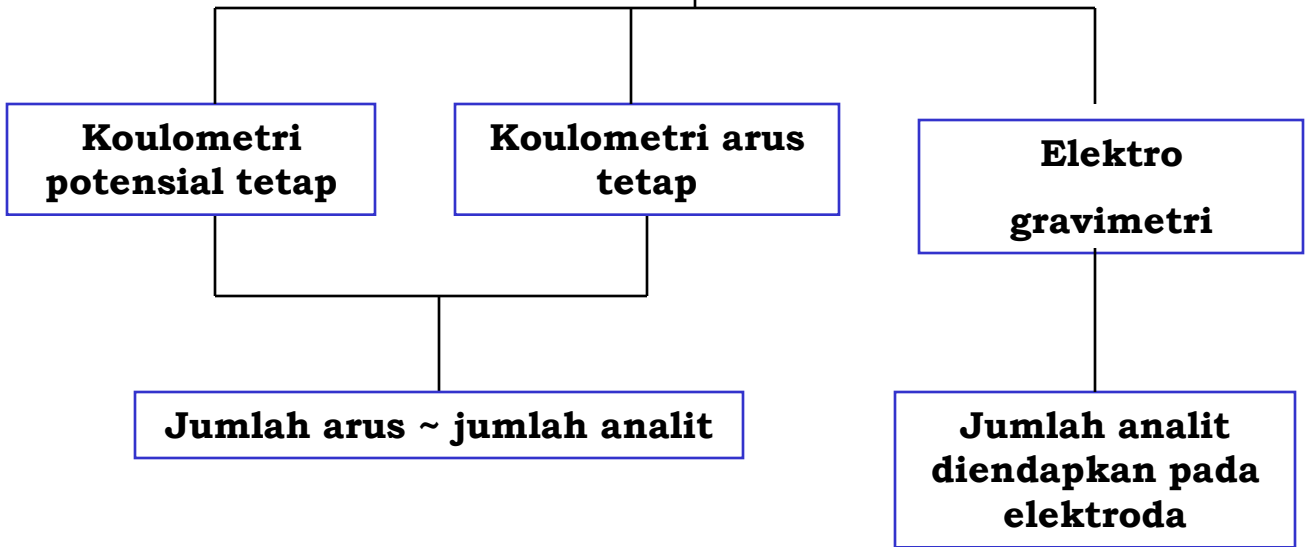 Koulometri
potensial tetap
Koulometri arus
tetap
Elektro
gravimetri
Jumlah arus ~ jumlah analit
Jumlah analit
diendapkan pada
elektroda